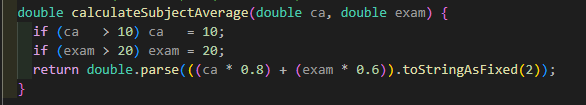 double calculateSubjectAverage(double ca, double exam) {
  if (ca   > 10) ca   = 10;
  if (exam > 20) exam = 20;
  return double.parse(((ca * 0.8) + (exam * 0.6)).toStringAsFixed(2));
}